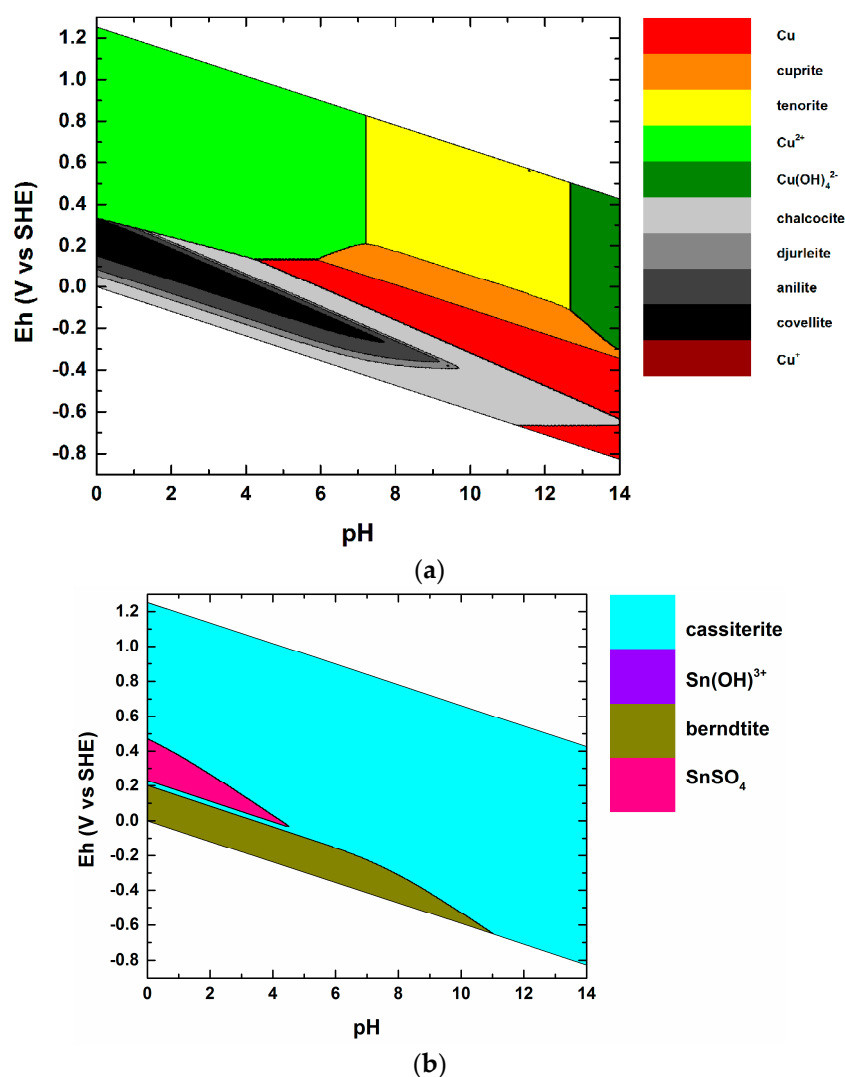 1.2
1.0
0.8
0.6
0.4
0.2
0.0
-0.2
-0.4
-0.6
-0.8
Eh (V vs SHE)
0 2 4 6 8 10 12 14
pH
Cu
cuprite
tenorite
Cu²⁺
Cu(OH)₄²⁻
chalcocite
djurleite
anilite
covellite
Cu⁺
(a)
1.2
1.0
0.8
0.6
0.4
0.2
0.0
-0.2
-0.4
-0.6
-0.8
Eh (V vs SHE)
0 2 4 6 8 10 12 14
pH
cassiterite
Sn(OH)³⁺
berndtite
SnSO₄
(b)